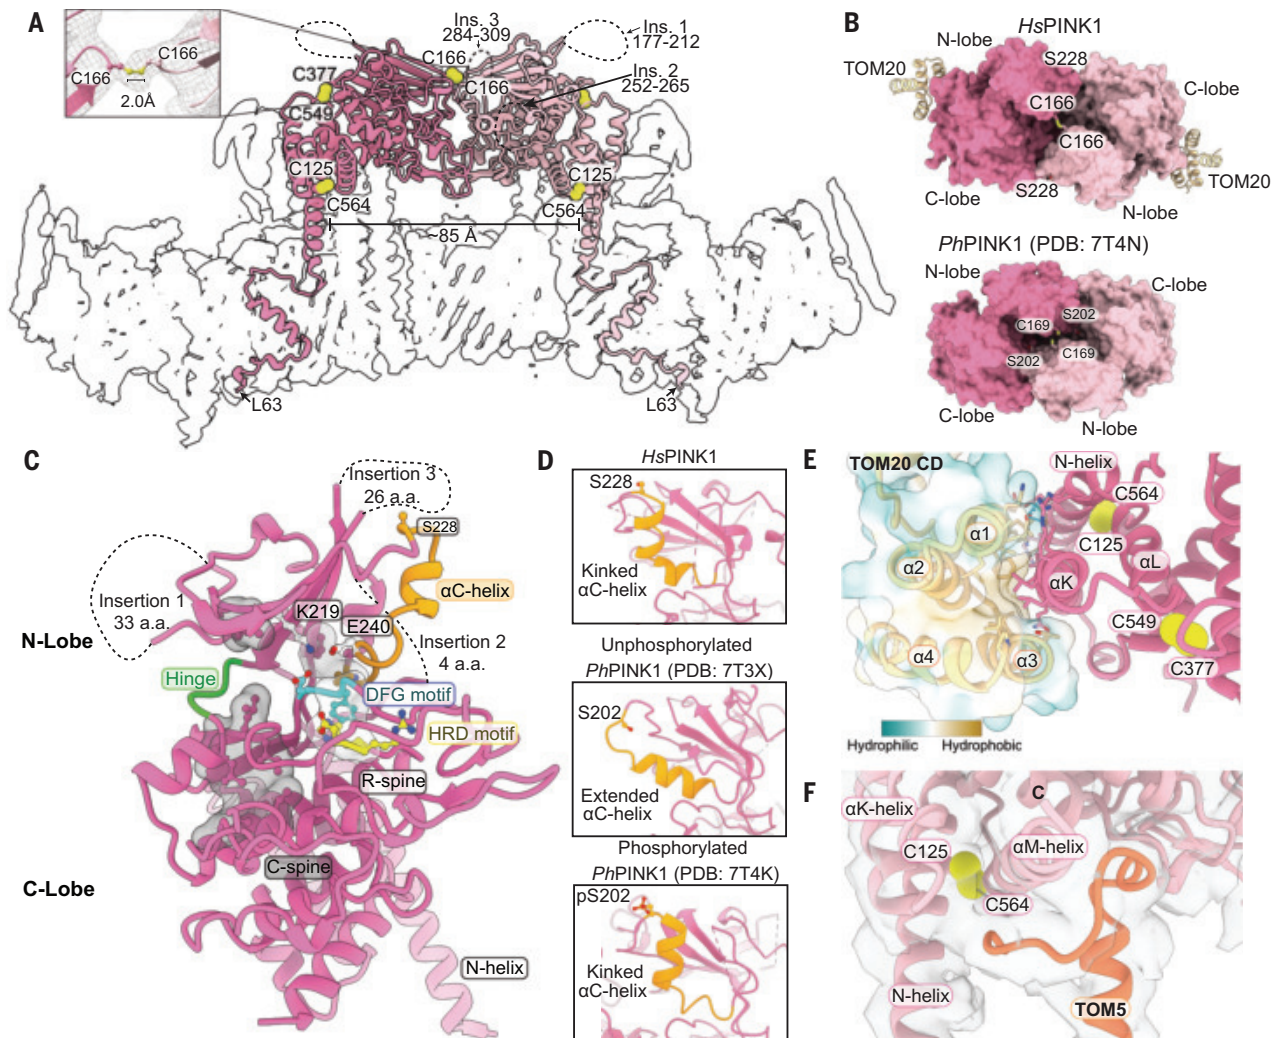 A
C166
C166
2.0Å
C377
C549
C166
C166
Ins. 3
284-309
Ins. 1
177-212
Ins. 2
252-265
C125
C564
C125
C564
~85 Å
L63
L63
B
HsPINK1
N-lobe
S228
TOM20
C-lobe
C166
C166
TOM20
C-lobe
S228
N-lobe
PhPINK1 (PDB: 7T4N)
N-lobe
C-lobe
C169
S202
S202
C169
C-lobe
N-lobe
C
Insertion 3
26 a.a.
S228
αC-helix
Insertion 1
33 a.a.
K219
E240
N-Lobe
Insertion 2
4 a.a.
Hinge
DFG motif
HRD motif
R-spine
C-spine
C-Lobe
N-helix
D
HsPINK1
S228
Kinked
αC-helix
Unphosphorylated
PhPINK1 (PDB: 7T3X)
S202
Extended
αC-helix
Phosphorylated
PhPINK1 (PDB: 7T4K)
pS202
Kinked
αC-helix
E
TOM20 CD
N-helix
C564
α1
C125
α2
αL
αK
C549
α4
α3
C377
Hydrophilic
Hydrophobic
F
C
αK-helix
C125
αM-helix
C564
N-helix
TOM5